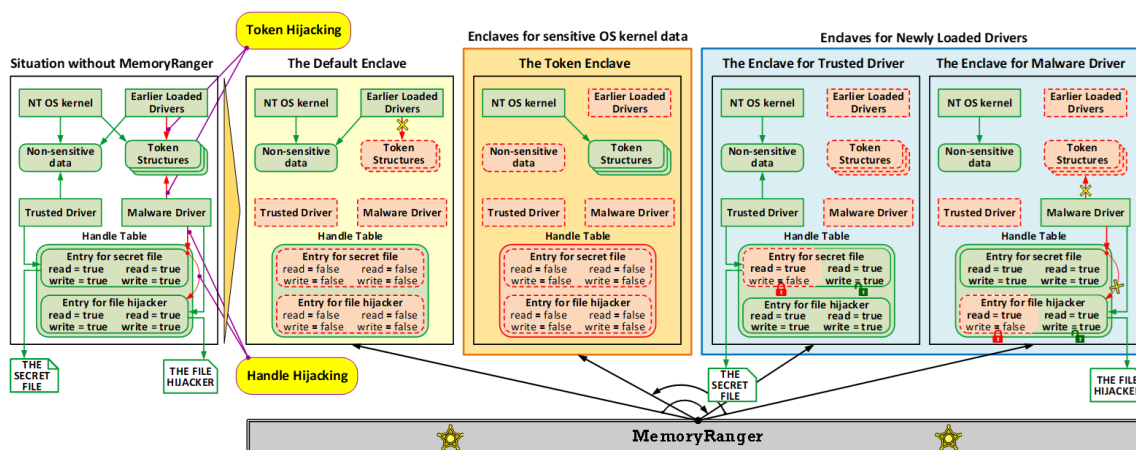 Token Hijacking
Enclaves for sensitive OS kernel data
Enclaves for Newly Loaded Drivers
Situation without MemoryRanger
NT OS kernel
Earlier Loaded
Drivers
Non-sensitive
data
Token
Structures
Trusted Driver
Malware Driver
Handle Table
Entry for secret file
read = true read = true
write = true write = true
Entry for file hijacker
read = true read = true
write = true write = true
THE
SECRET
FILE
THE FILE
HIJACKER
Handle Hijacking
The Default Enclave
NT OS kernel
Earlier Loaded
Drivers
Non-sensitive
data
Token
Structures
Trusted Driver
Malware Driver
Handle Table
Entry for secret file
read = false read = false
write = false write = false
Entry for file hijacker
read = false read = false
write = false write = false
The Token Enclave
NT OS kernel
Earlier Loaded
Drivers
Non-sensitive
data
Token
Structures
Trusted Driver
Malware Driver
Handle Table
Entry for secret file
read = false read = false
write = false write = false
Entry for file hijacker
read = false read = false
write = false write = false
The Enclave for Trusted Driver
NT OS kernel
Earlier Loaded
Drivers
Non-sensitive
data
Token
Structures
Trusted Driver
Malware Driver
Handle Table
Entry for secret file
read = true read = true
write = false write = true
Entry for file hijacker
read = true read = true
write = true write = true
THE
SECRET
FILE
The Enclave for Malware Driver
NT OS kernel
Earlier Loaded
Drivers
Non-sensitive
data
Token
Structures
Trusted Driver
Malware Driver
Handle Table
Entry for secret file
read = true read = true
write = true write = true
Entry for file hijacker
read = true read = true
write = false write = true
THE FILE
HIJACKER
MemoryRanger